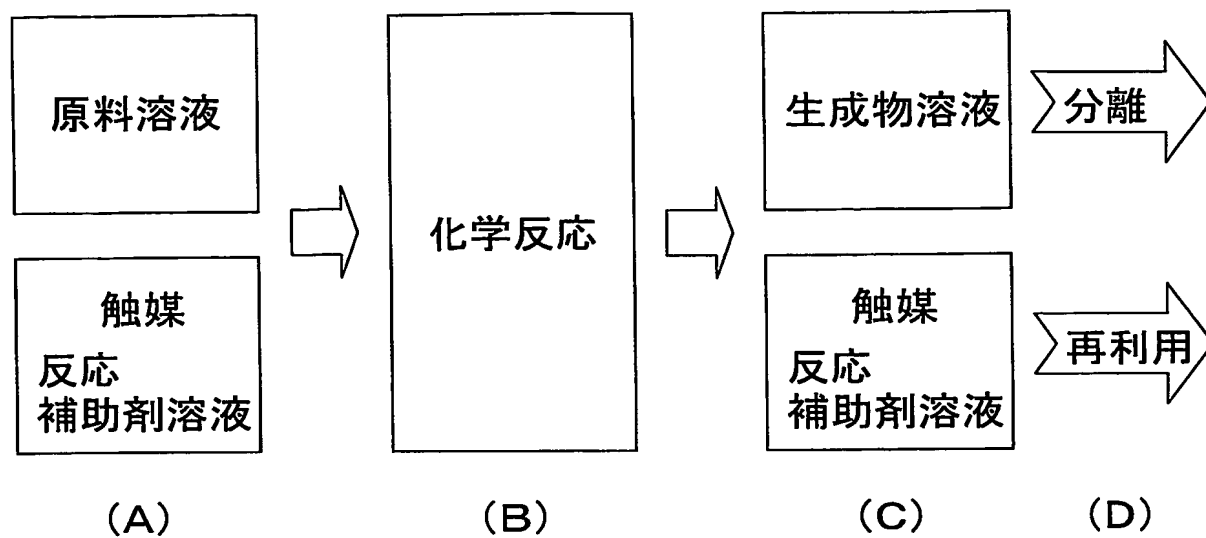 原料溶液
触媒
反応
補助剤溶液
(A)
化学反応
(B)
生成物溶液
触媒
反応
補助剤溶液
(C)
分離
再利用
(D)